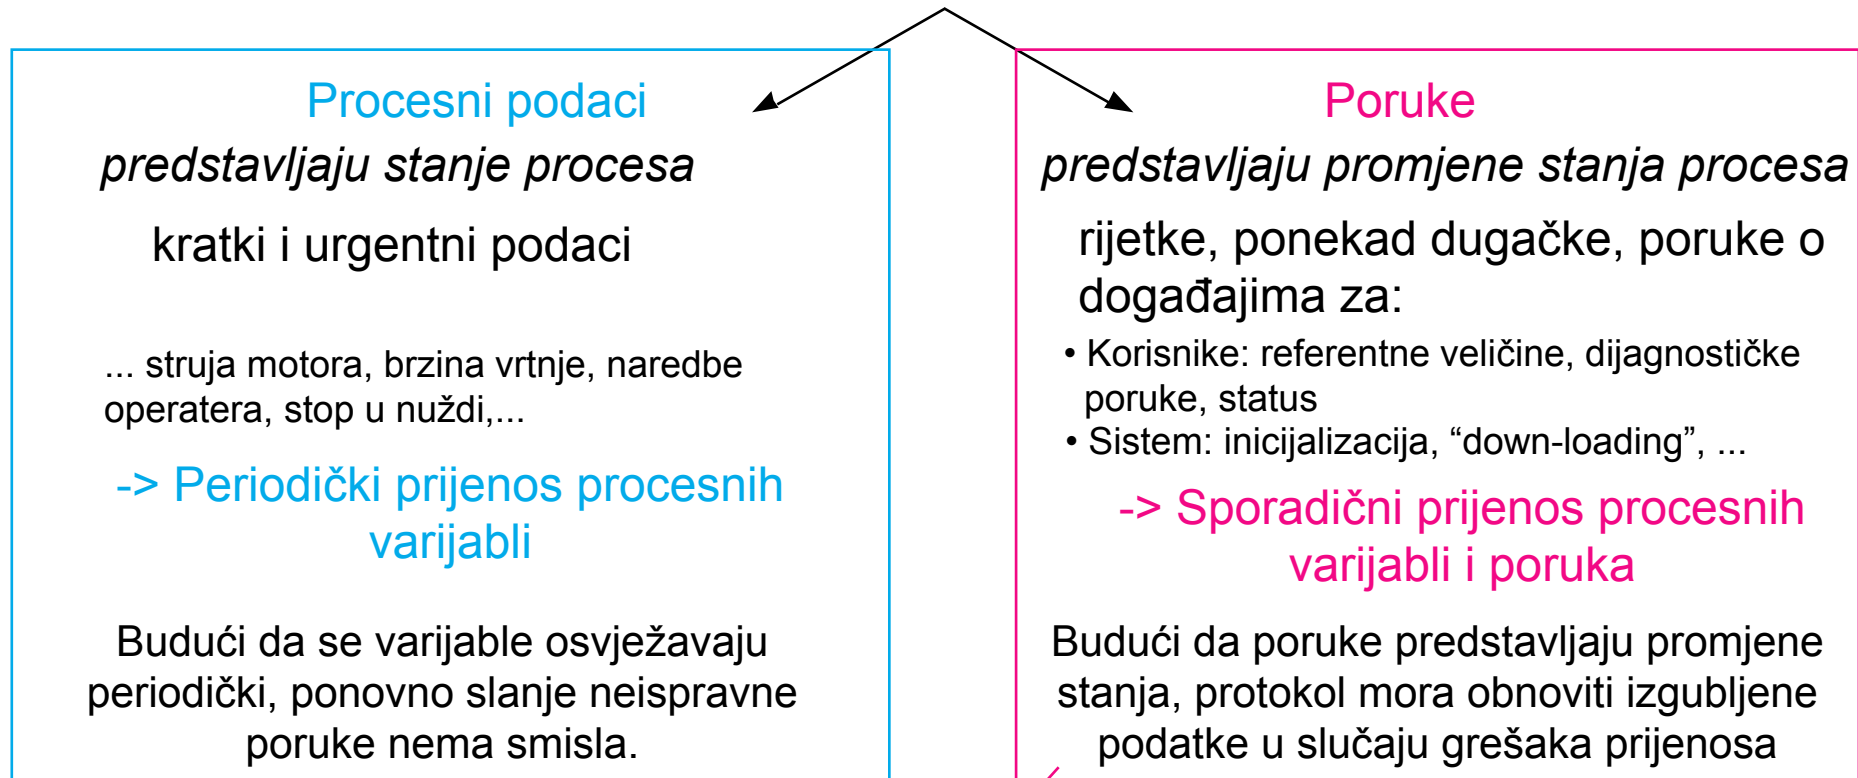 Procesni podaci
predstavljaju stanje procesa
kratki i urgentni podaci
... struja motora, brzina vrtnje, naredbe
operatera, stop u nuždi,...
-> Periodički prijenos procesnih
varijabli
Budući da se varijable osvježavaju
periodički, ponovno slanje neispravne
poruke nema smisla.
Poruke
predstavljaju promjene stanja procesa
rijetke, ponekad dugačke, poruke o
događajima za:
• Korisnike: referentne veličine, dijagnostičke
poruke, status
• Sistem: inicijalizacija, “down-loading”, ...
-> Sporadični prijenos procesnih
varijabli i poruka
Budući da poruke predstavljaju promjene
stanja, protokol mora obnoviti izgubljene
podatke u slučaju grešaka prijenosa